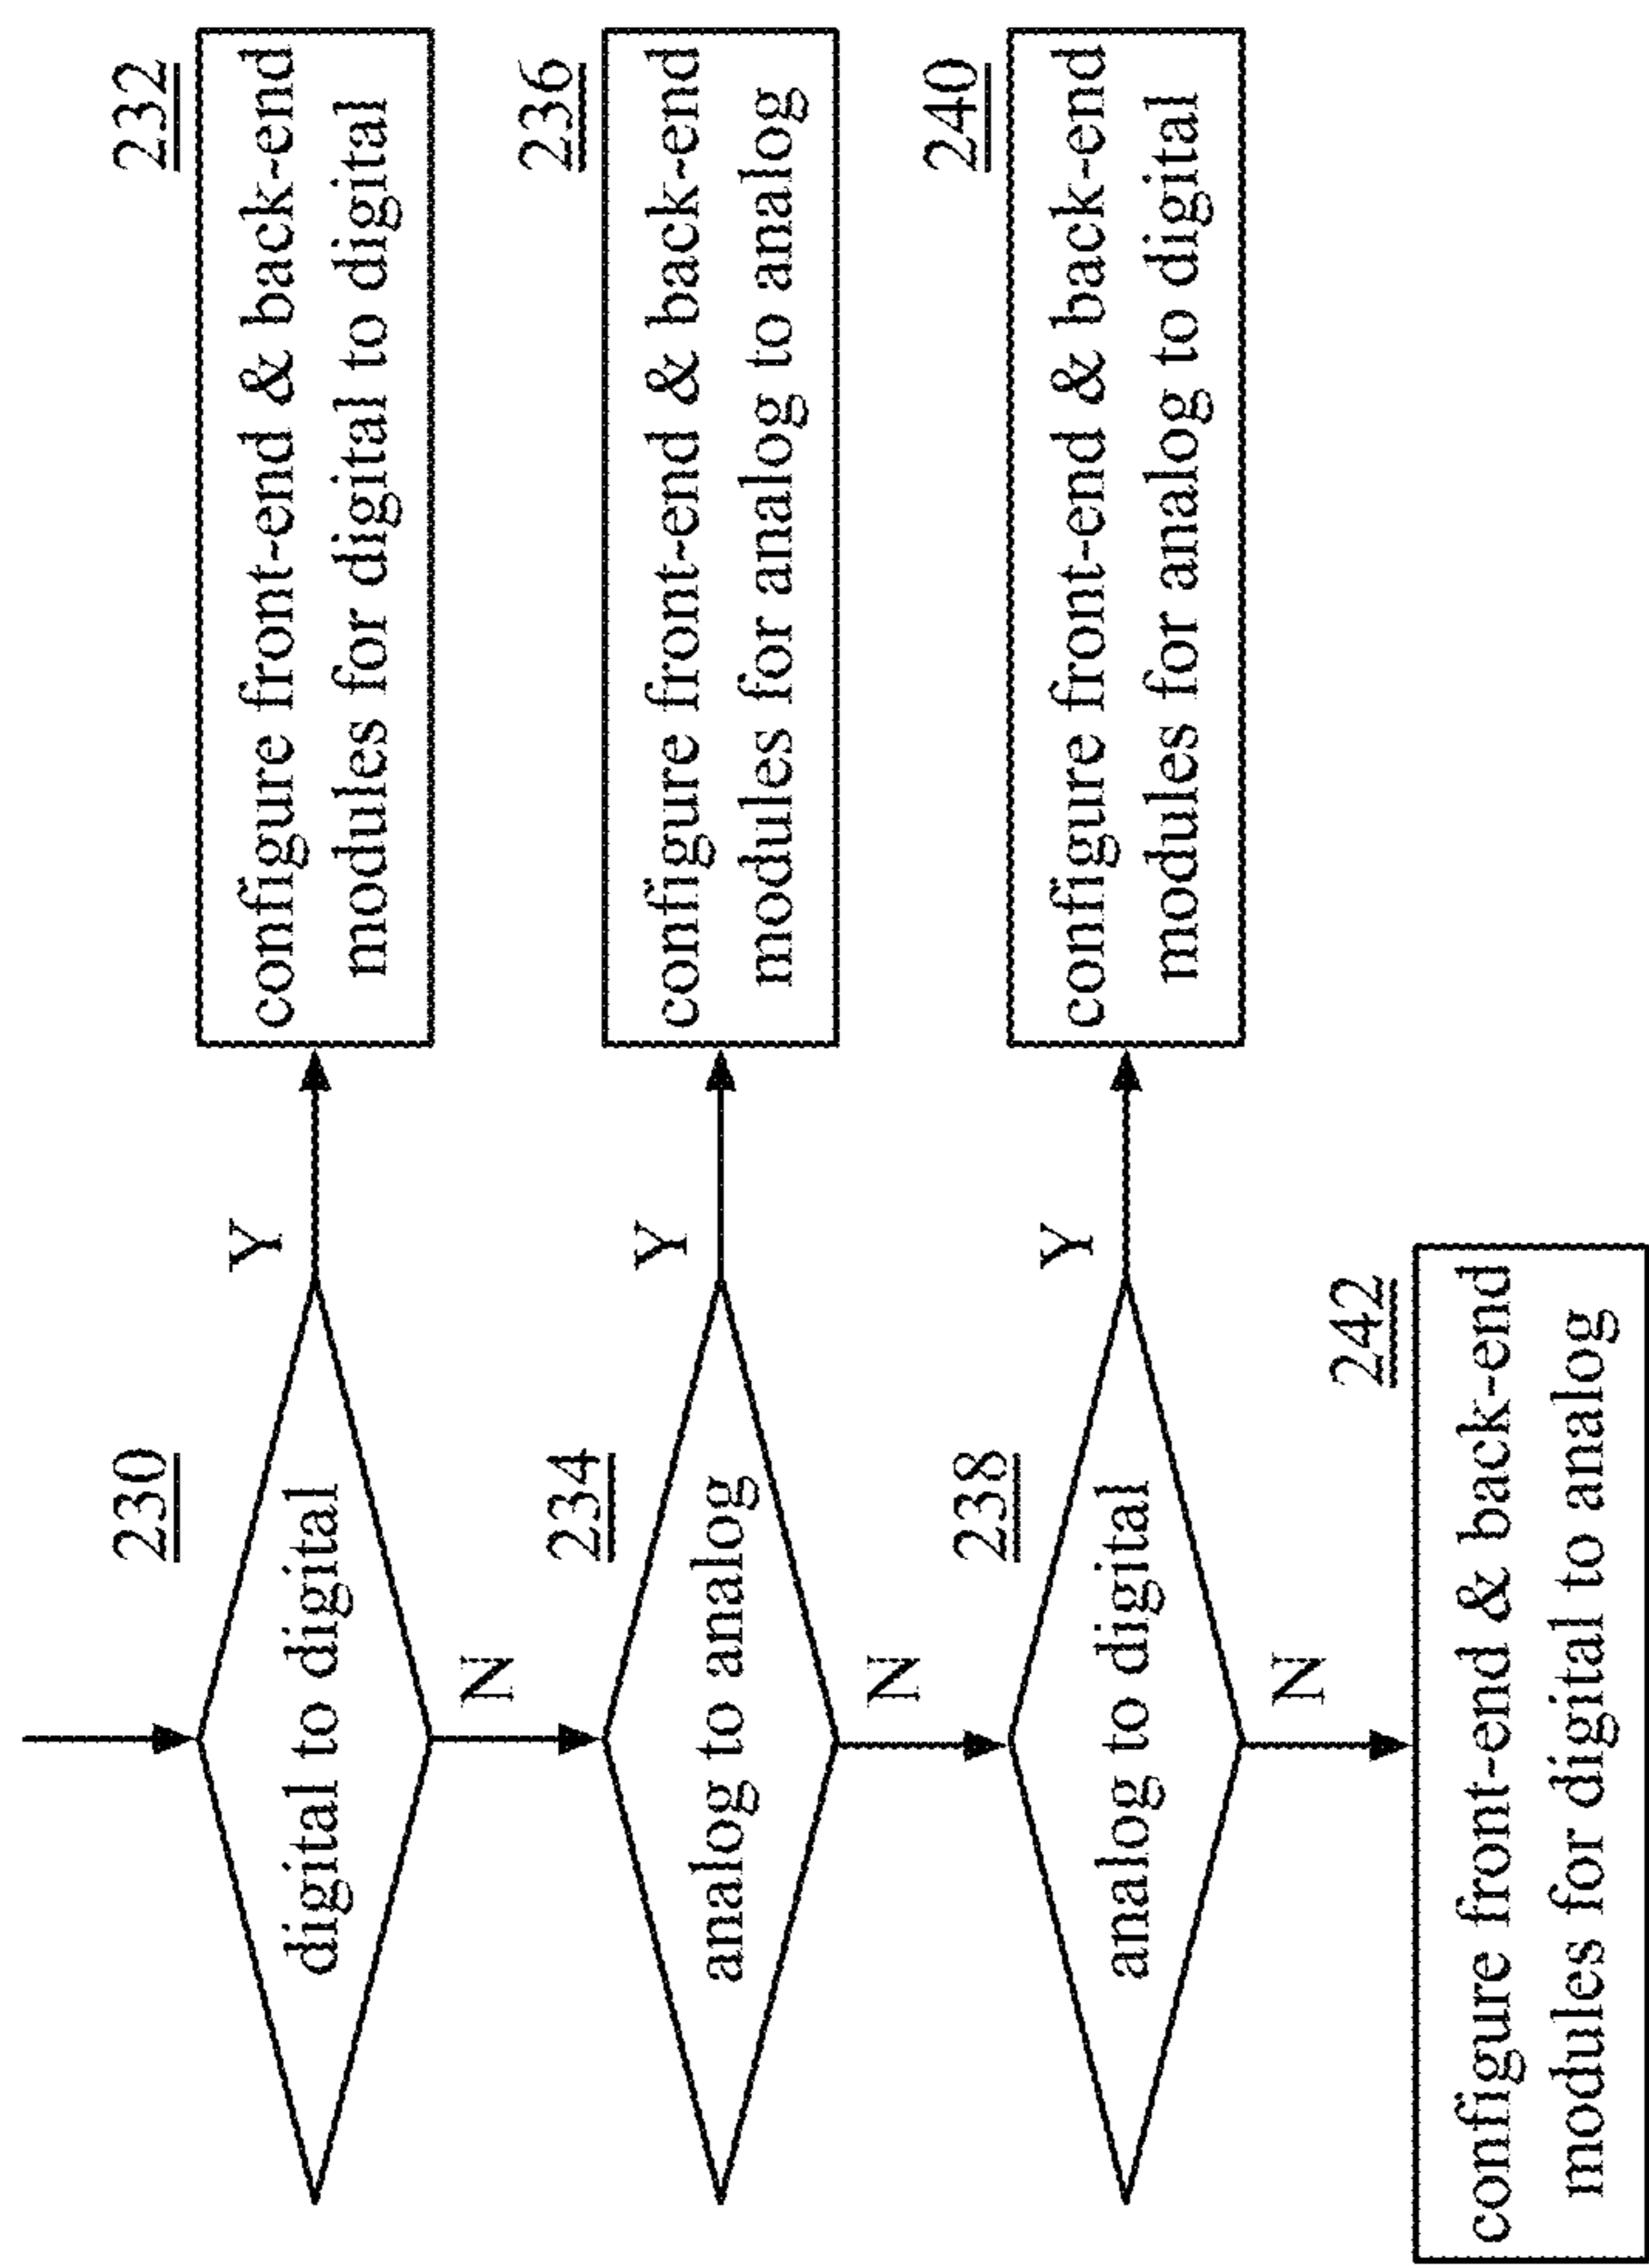 230
digital to digital
Y
232
configure front-end & back-end
modules for digital to digital
N
234
analog to analog
Y
236
configure front-end & back-end
modules for analog to analog
N
238
analog to digital
Y
240
configure front-end & back-end
modules for analog to digital
N
242
configure front-end & back-end
modules for digital to analog